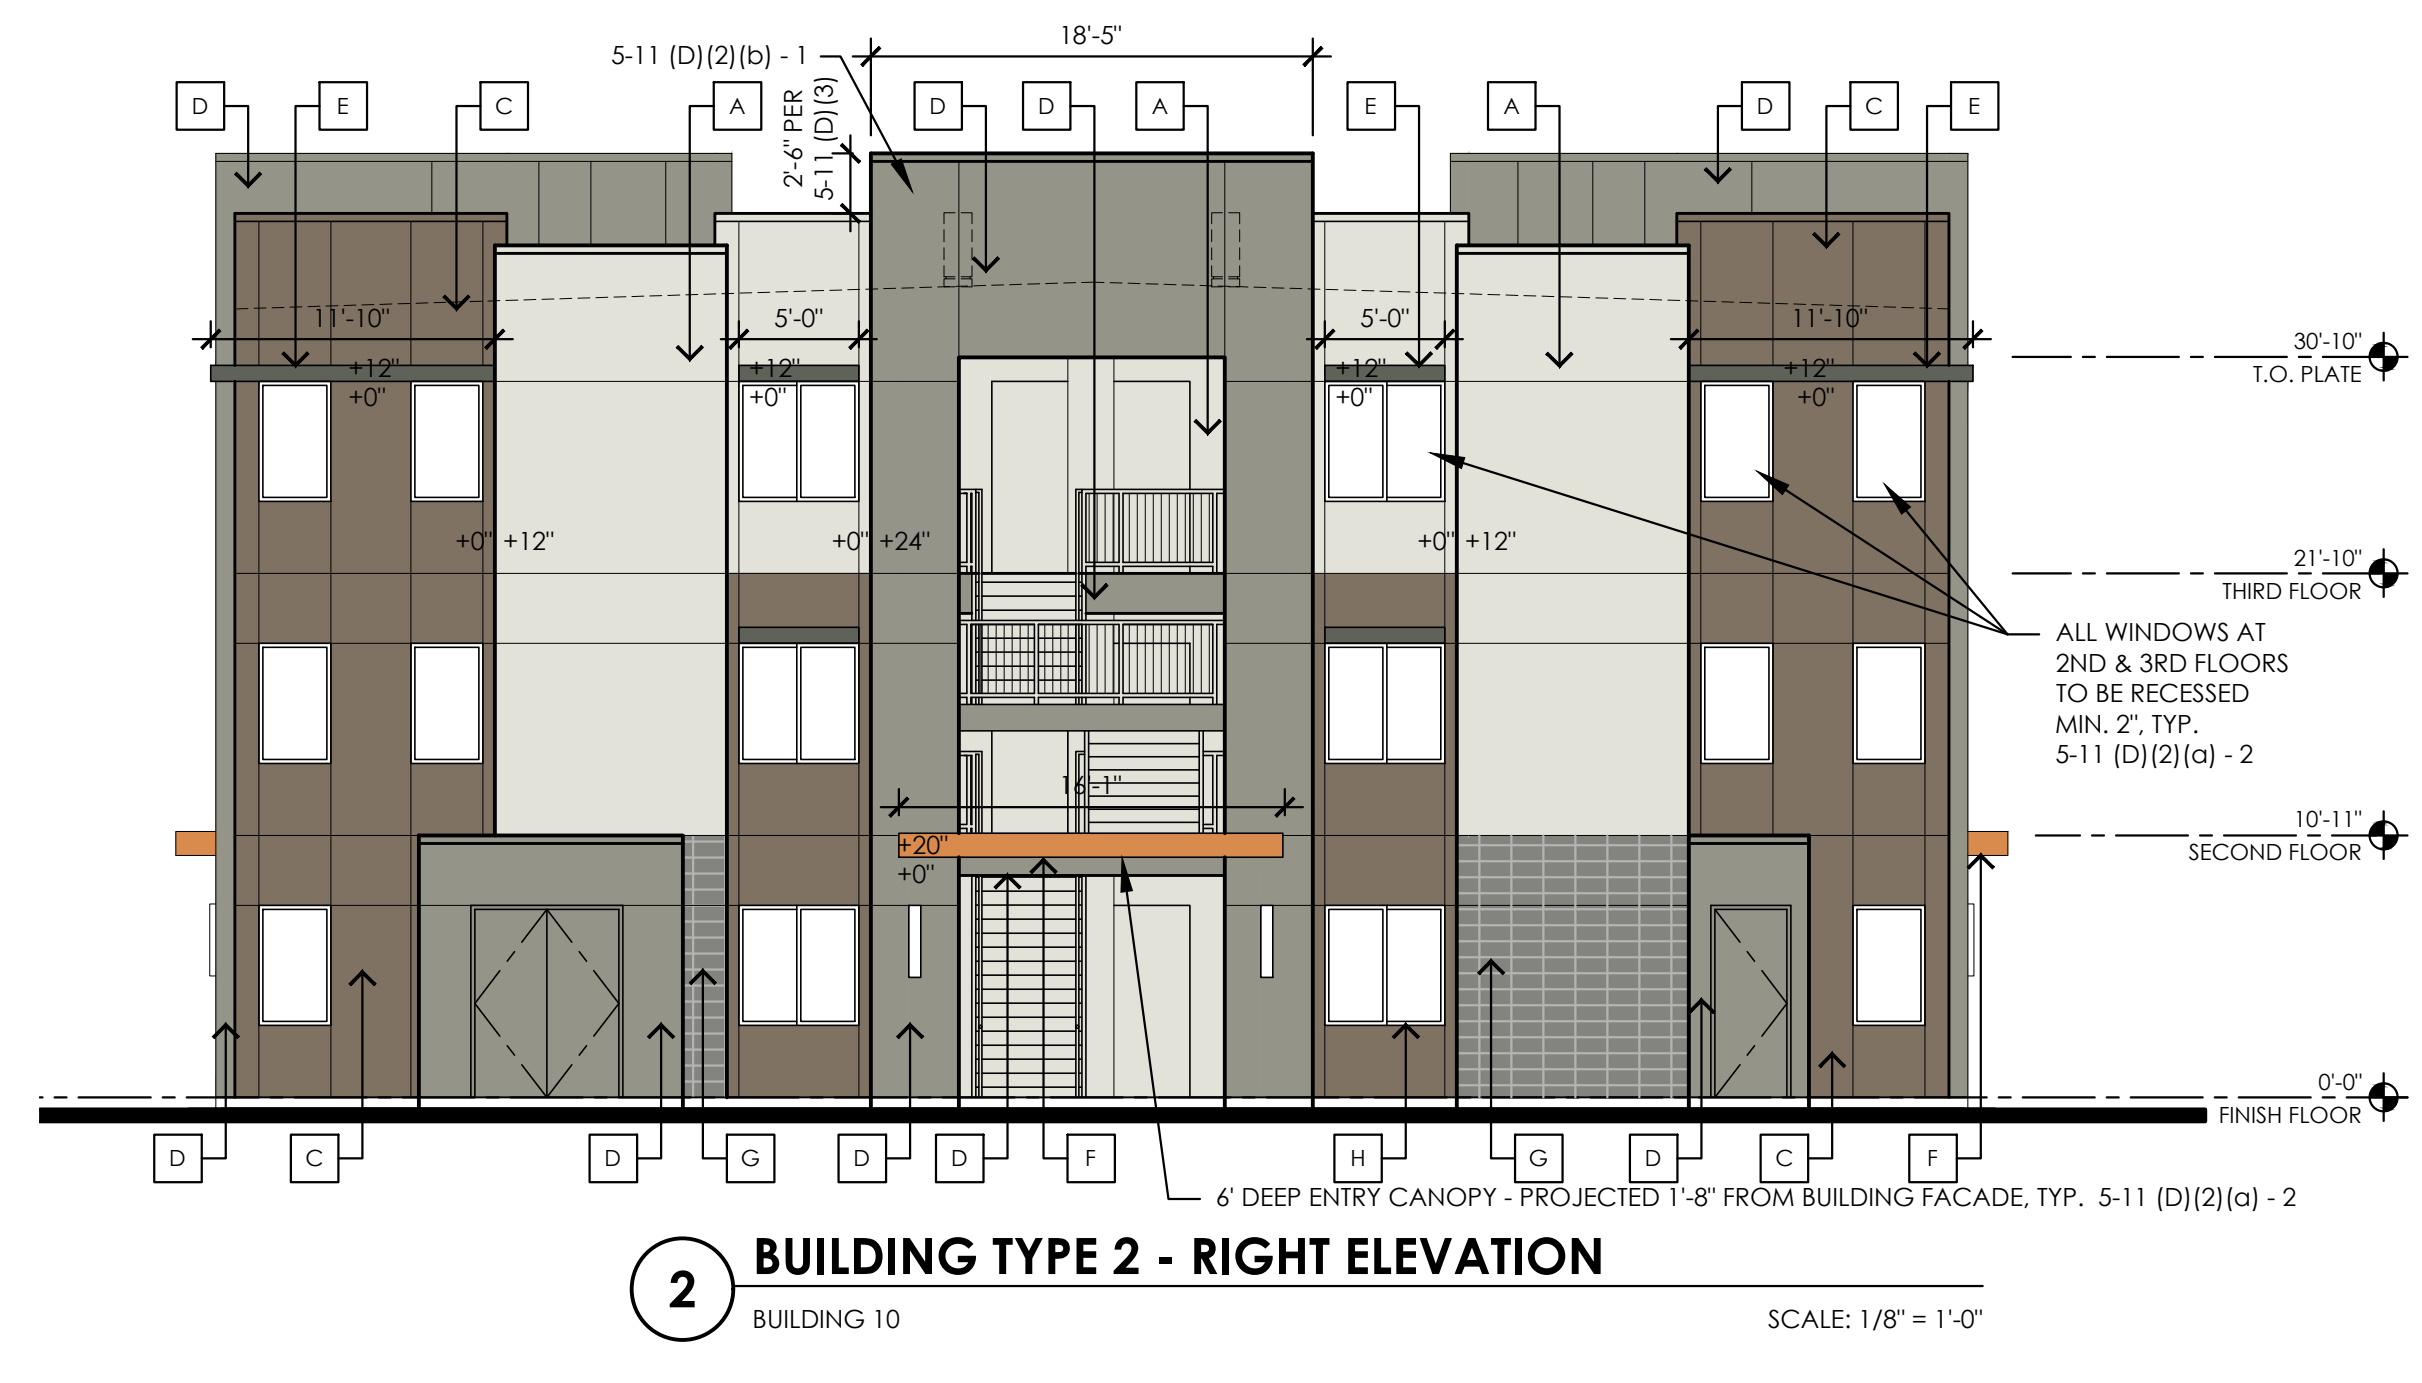 18'-5"
5-11 (D)(2)(b) - 1
D
E
C
A
D
D
A
E
A
D
C
E
2'-6" PER
5-11 (D)(3)
11'-10"
5'-0"
5'-0"
11'-10"
+12"
+0"
+12"
+0"
+12"
+0"
+12"
+0"
30'-10"
T.O. PLATE
+0" +12"
+0" +24"
+0" +12"
21'-10"
THIRD FLOOR
ALL WINDOWS AT
2ND & 3RD FLOORS
TO BE RECESSED
MIN. 2", TYP.
5-11 (D)(2)(a) - 2
16'-1"
+20"
+0"
10'-11"
SECOND FLOOR
0'-0"
FINISH FLOOR
D
C
D
G
D
D
F
H
G
D
C
F
6' DEEP ENTRY CANOPY - PROJECTED 1'-8" FROM BUILDING FACADE, TYP. 5-11 (D)(2)(a) - 2
2
BUILDING TYPE 2 - RIGHT ELEVATION
BUILDING 10
SCALE: 1/8" = 1'-0"